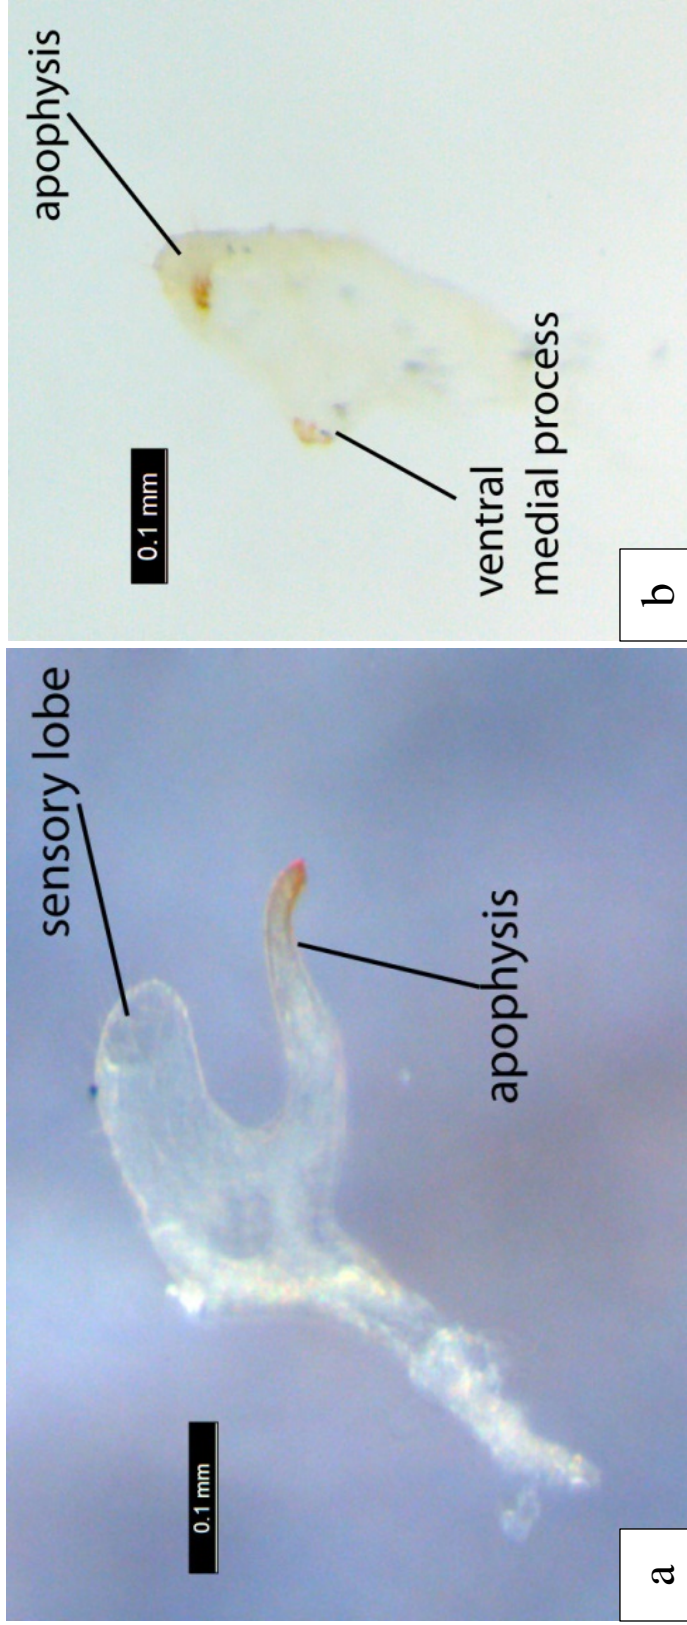 sensory lobe
0.1 mm
apophysis
a
apophysis
0.1 mm
ventral
medial process
b